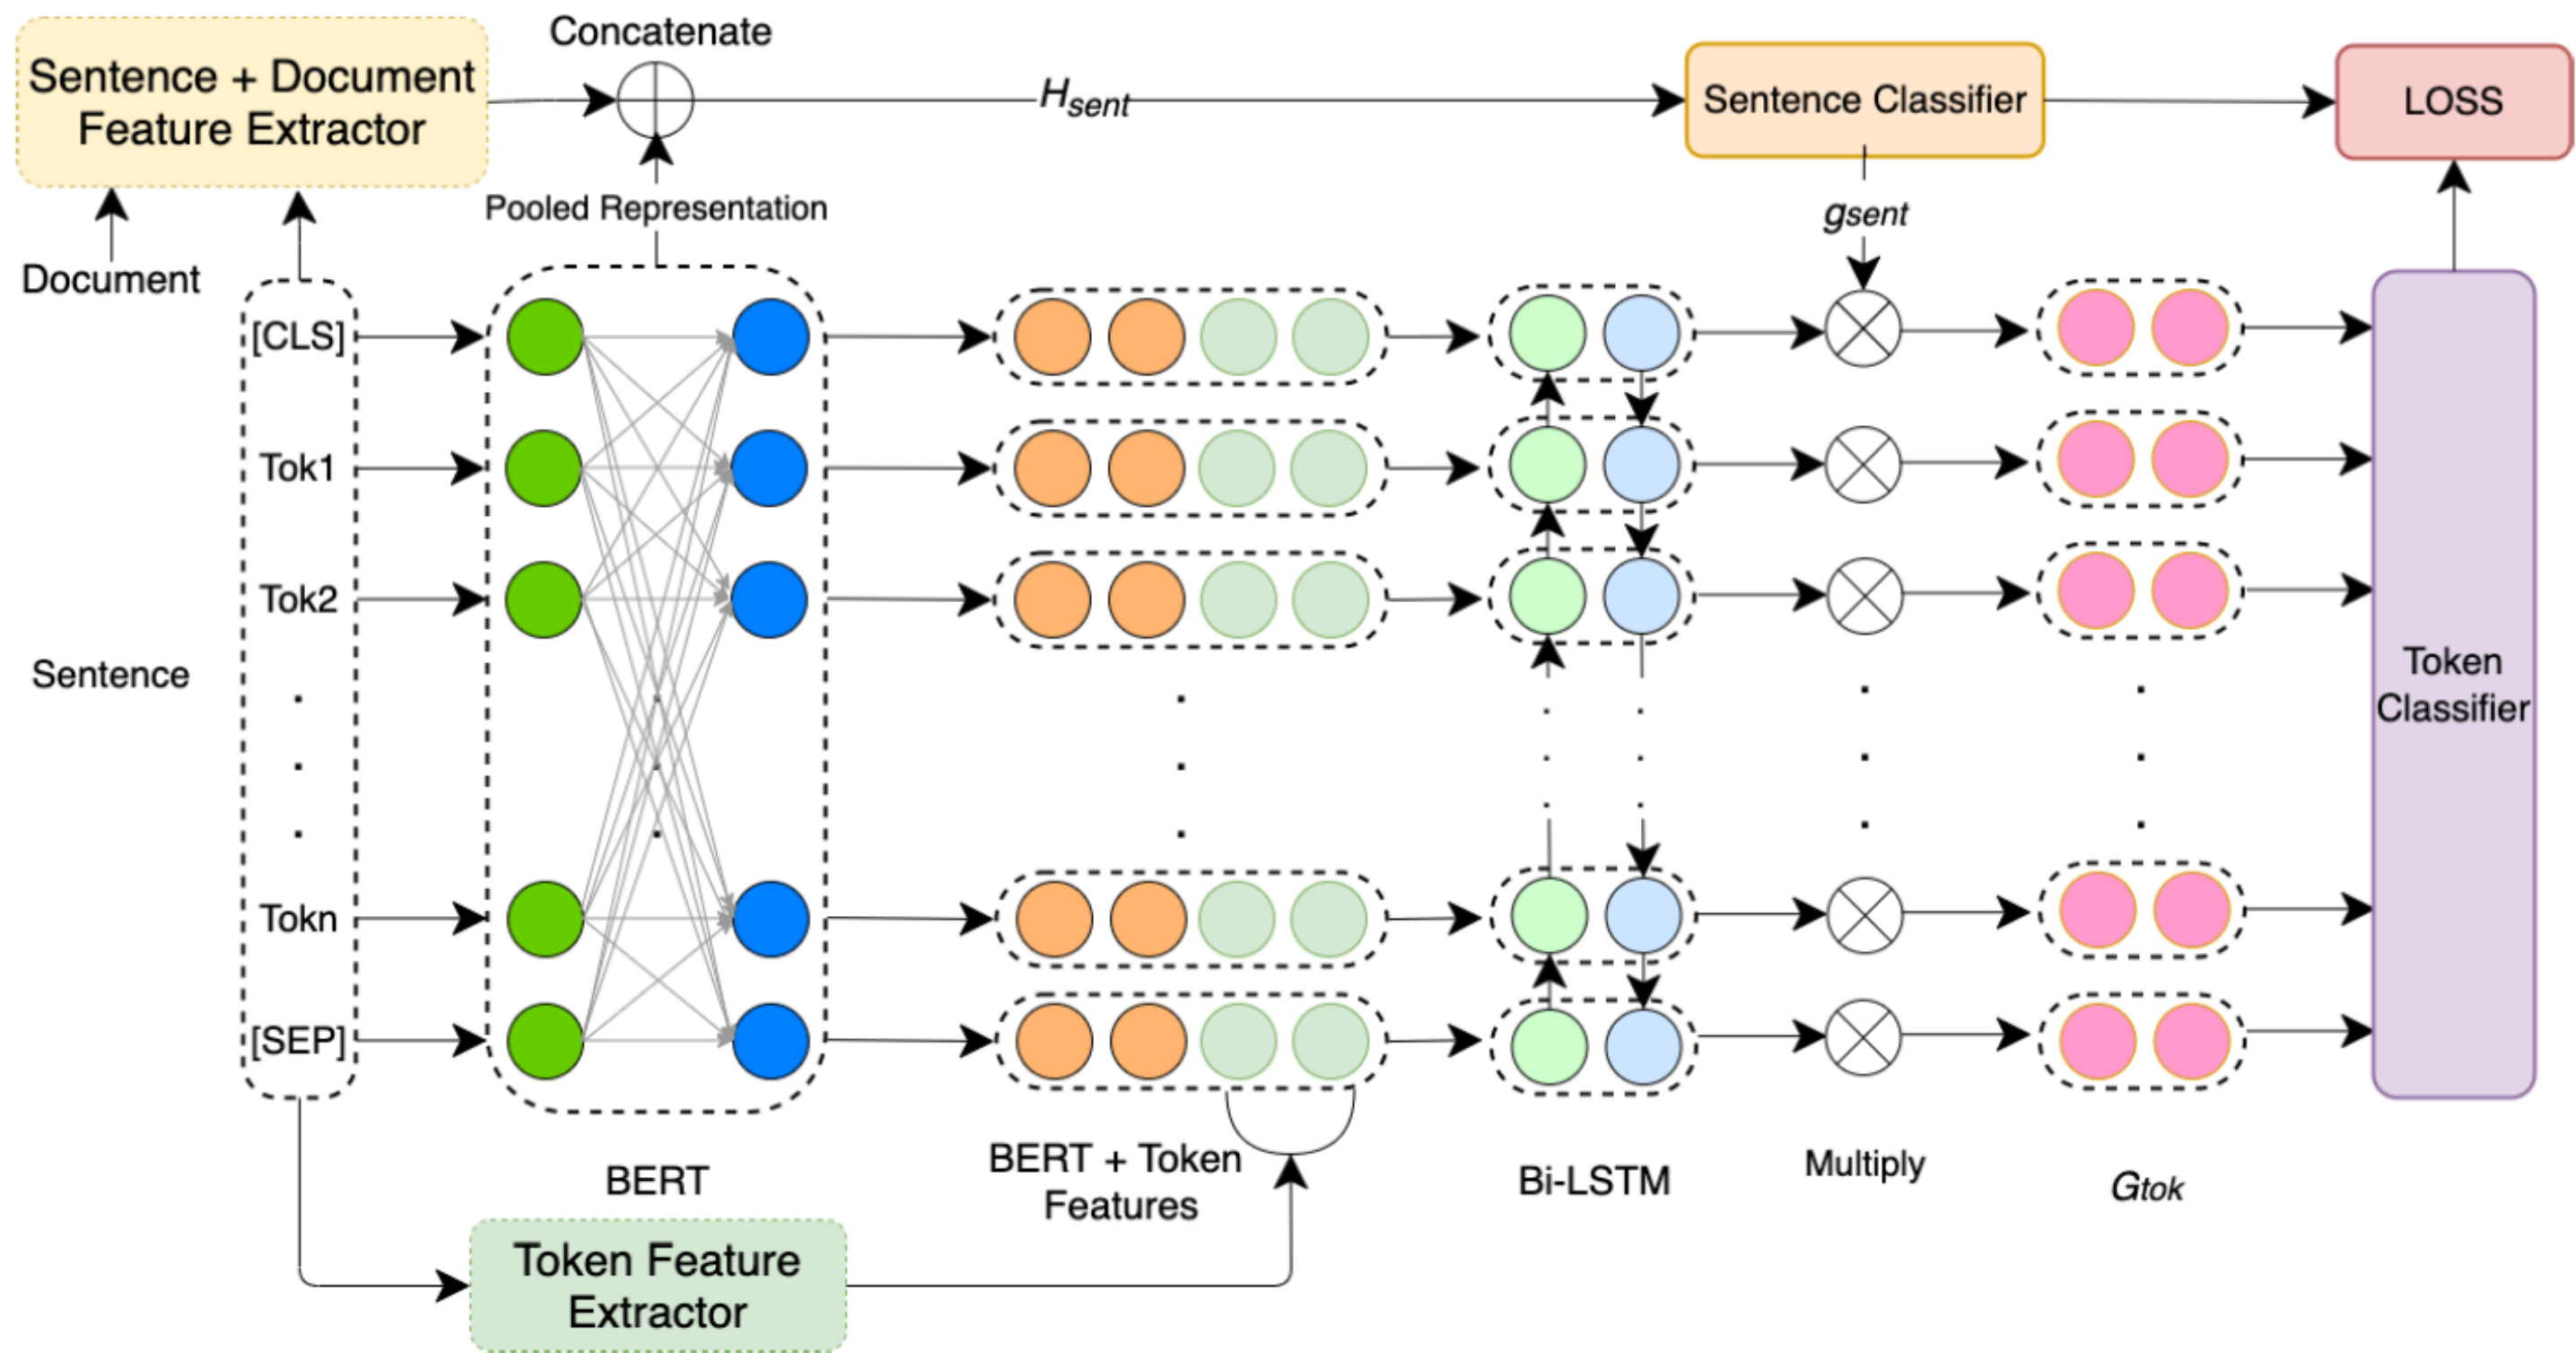 Concatenate
Sentence + Document
Feature Extractor
Hsent
Sentence Classifier
LOSS
Pooled Representation
gsent
Document
[CLS]
Tok1
Tok2
Sentence
Token
Classifier
Tokn
[SEP]
BERT
BERT + Token
Features
Bi-LSTM
Multiply
Gtok
Token Feature
Extractor